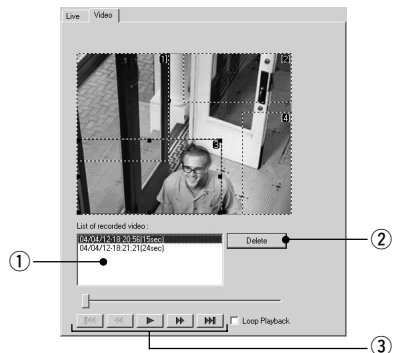 Live Video
1 2
4
3
List of recorded video :
04/04/12-18:20:56(15sec)
04/04/12-18:21:21(24sec)
Delete
Loop Playback
1
2
3